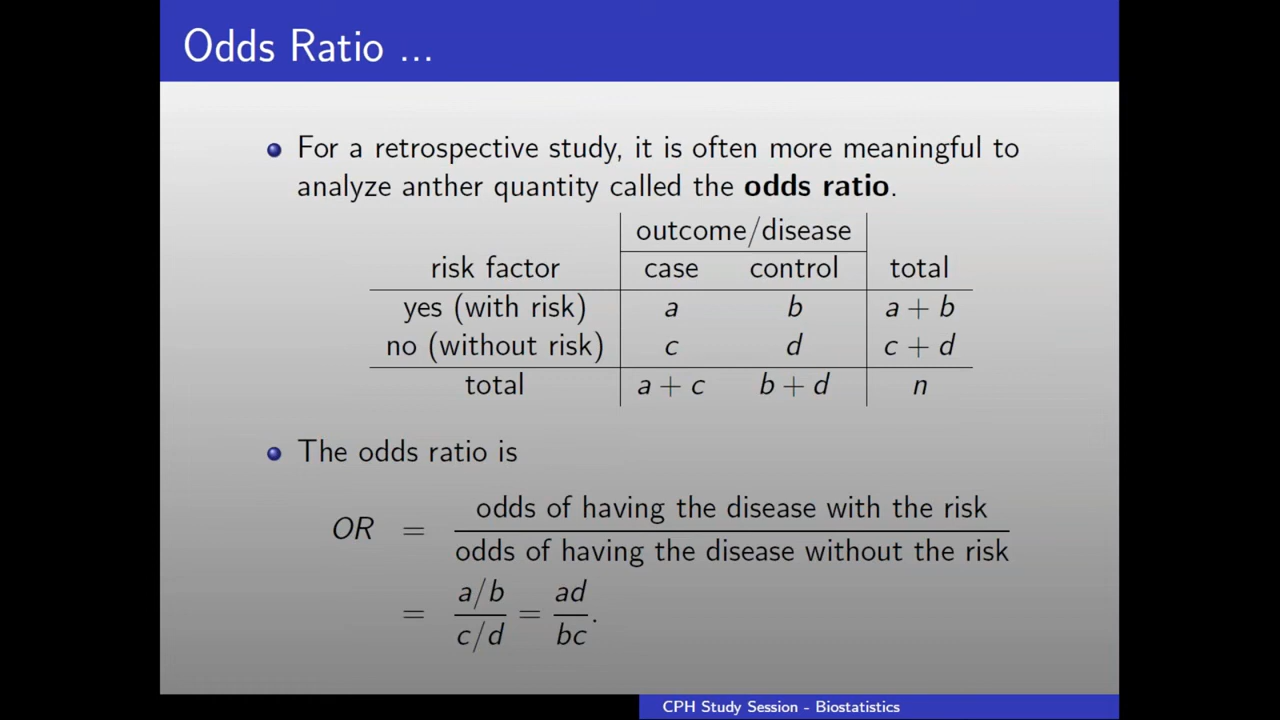 Odds Ratio ...
For a retrospective study, it is often more meaningful to
analyze anther quantity called the odds ratio.
outcome/disease
risk factor case control total
yes (with risk) a b a + b
no (without risk) c d c + d
total a + c b + d n
The odds ratio is
OR = odds of having the disease with the risk
odds of having the disease without the risk
= a/b = ad
c/d bc.
CPH Study Session - Biostatistics